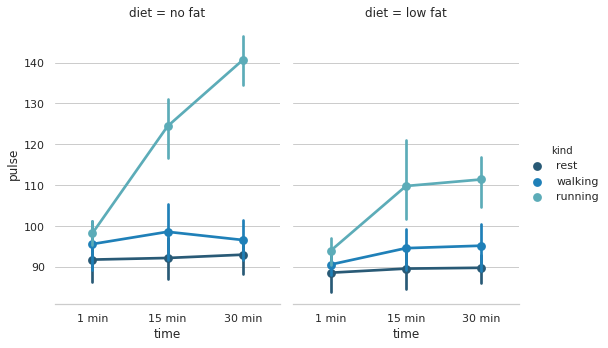 diet = no fat
diet = low fat
140
130
120
110
100
90
pulse
1 min
15 min
30 min
time
1 min
15 min
30 min
time
kind
rest
walking
running